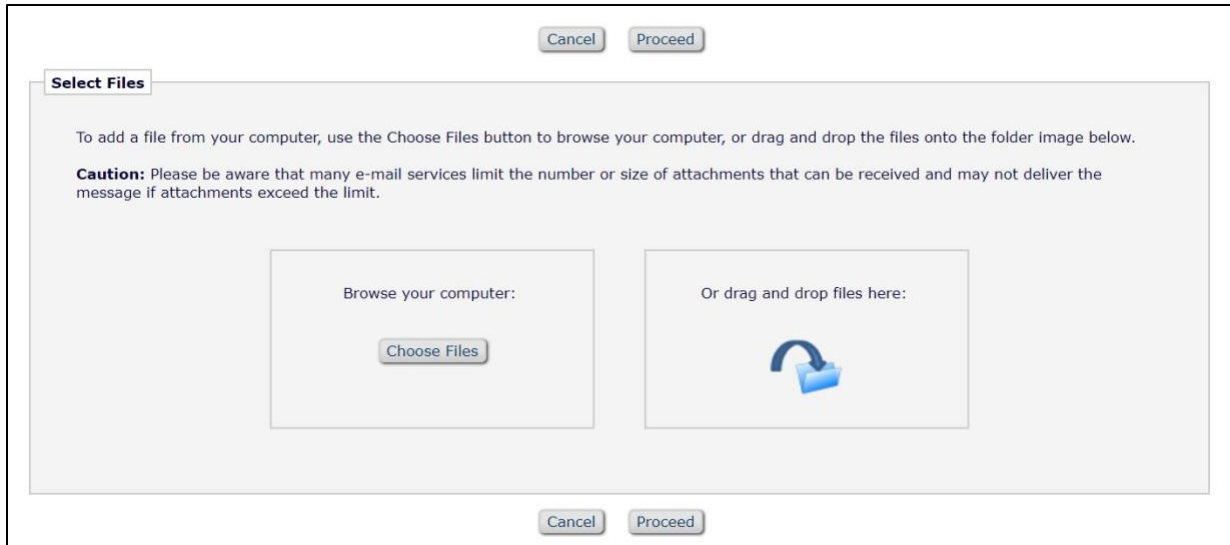 Cancel Proceed
Select Files
To add a file from your computer, use the Choose Files button to browse your computer, or drag and drop the files onto the folder image below.
Caution: Please be aware that many e-mail services limit the number or size of attachments that can be received and may not deliver the
message if attachments exceed the limit.
Browse your computer:
Choose Files
Or drag and drop files here:
Cancel Proceed